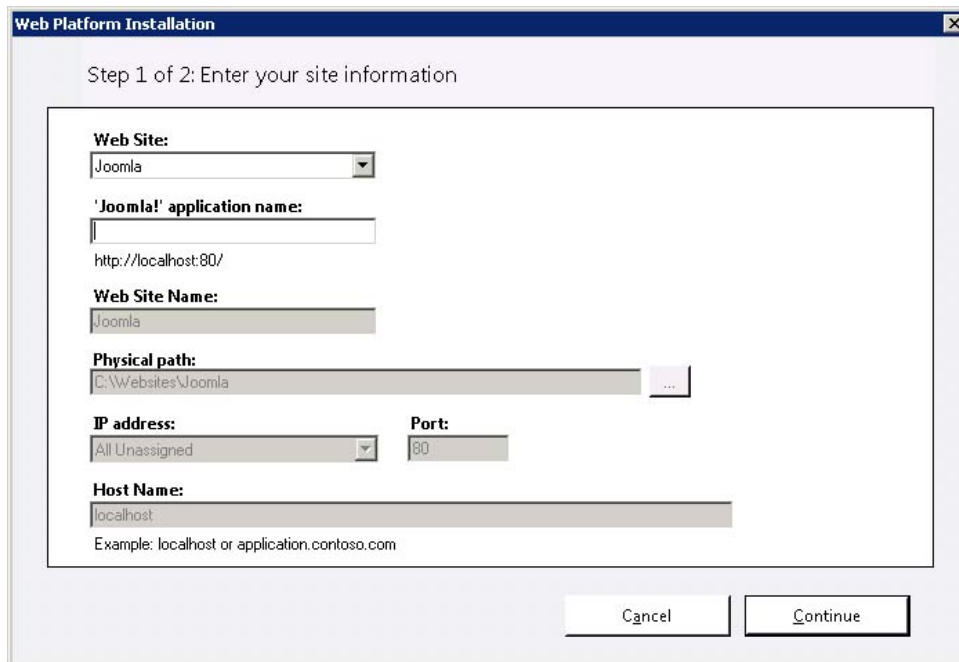 Web Platform Installation
Step 1 of 2: Enter your site information
Web Site:
Joomla
'Joomla!' application name:
http://localhost:80/
Web Site Name:
Joomla
Physical path:
C:\Websites\Joomla
...
IP address: Port:
All Unassigned 80
Host Name:
localhost
Example: localhost or application.contoso.com
Cancel Continue